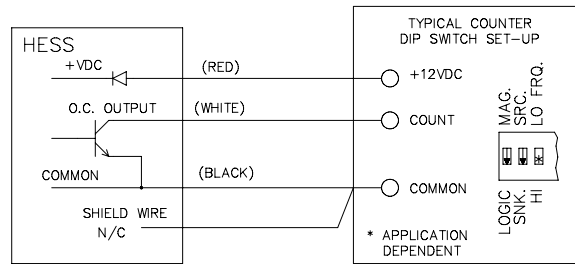 HESS
+VDC
O.C. OUTPUT
COMMON
SHIELD WIRE
N/C
(RED)
(WHITE)
(BLACK)
TYPICAL COUNTER
DIP SWITCH SET-UP
+12VDC
COUNT
COMMON
MAG.
SRC.
LO FRQ.
*
LOGIC
SNK.
HI
* APPLICATION
DEPENDENT